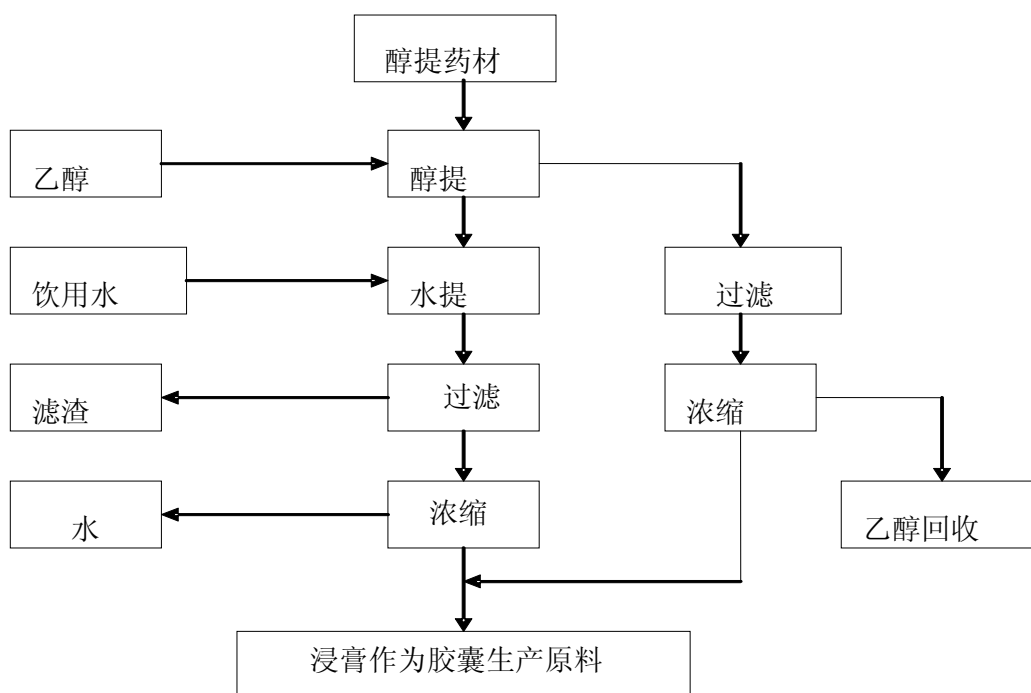 醇提药材
乙醇
醇提
饮用水
水提
过滤
滤渣
过滤
浓缩
水
浓缩
乙醇回收
浸膏作为胶囊生产原料